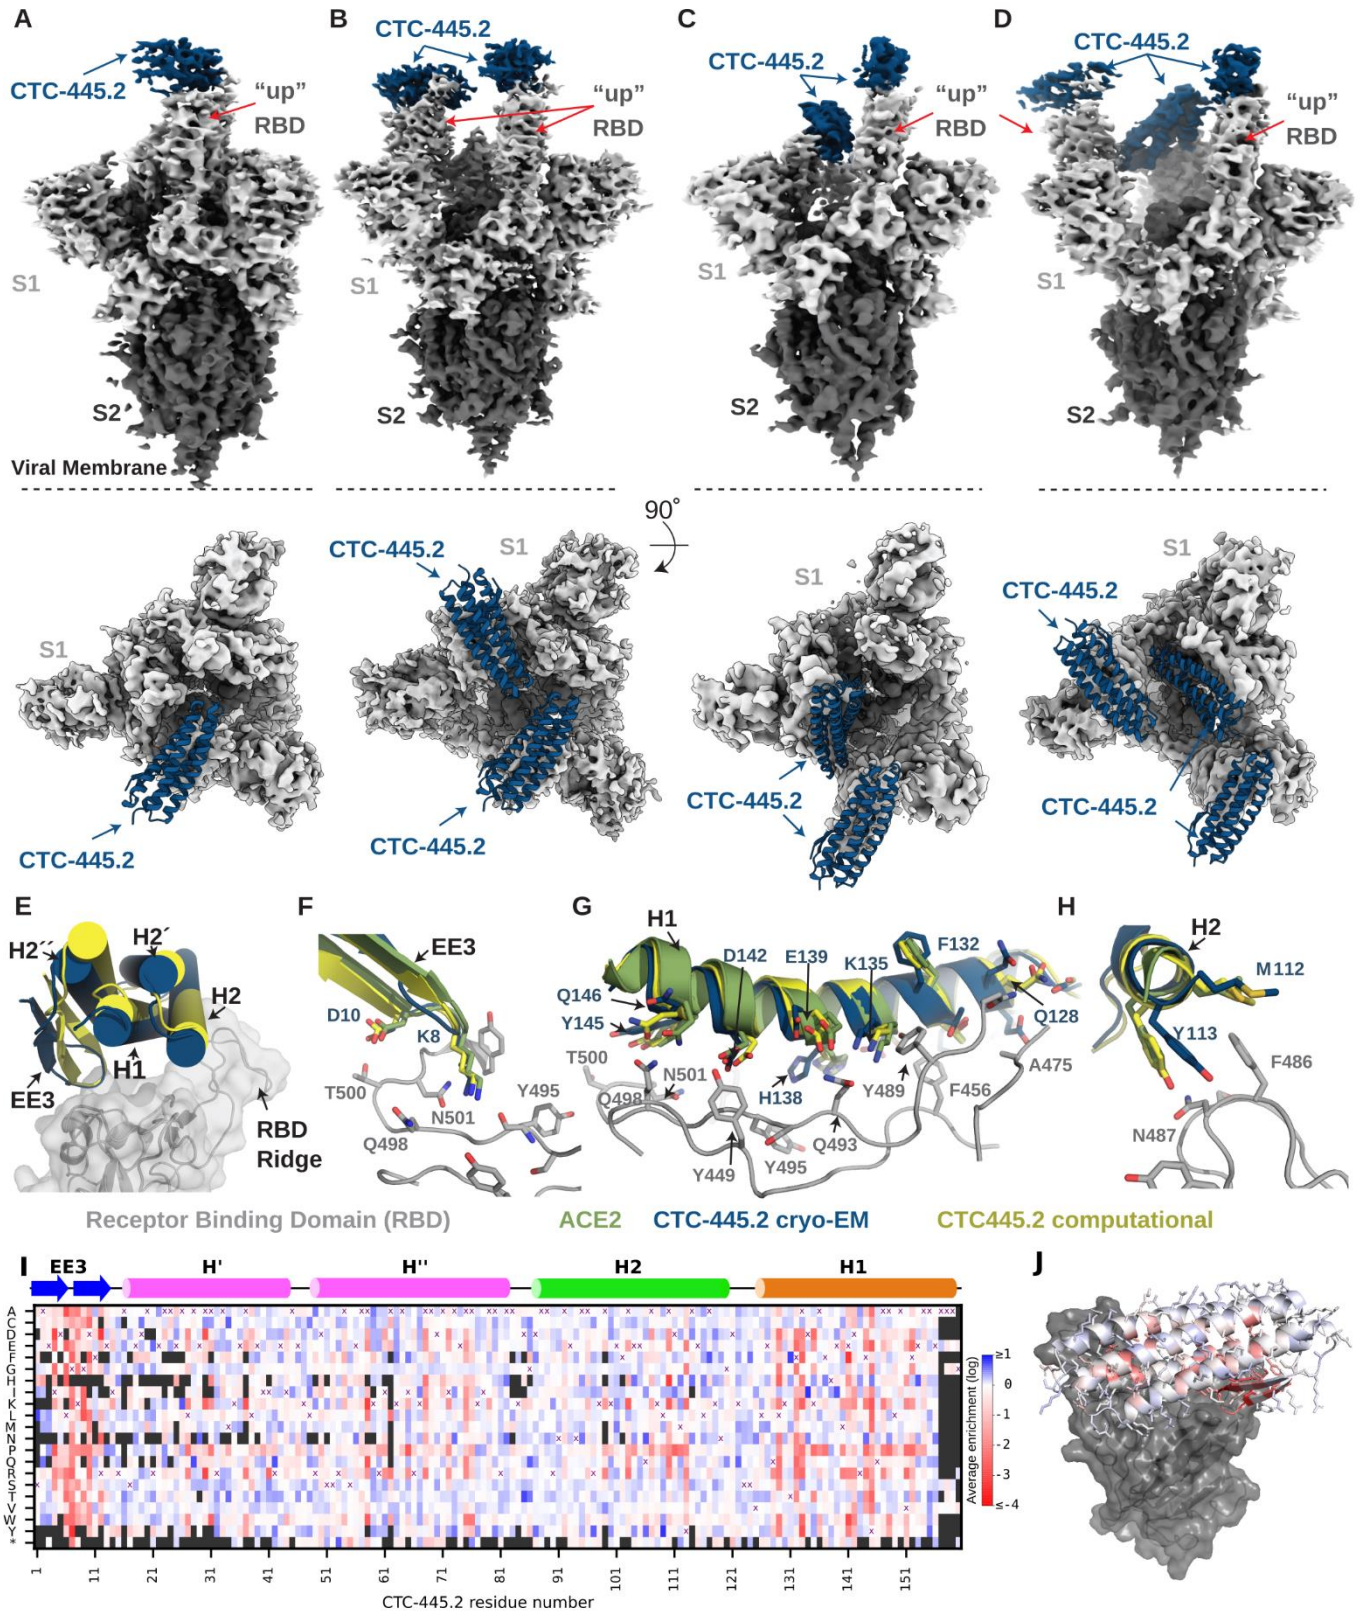 A
B
C
D
CTC-445.2
CTC-445.2
CTC-445.2
CTC-445.2
“up”
RBD
“up”
RBD
“up”
RBD
“up”
RBD
S1
S1
S1
S1
S2
S2
S2
S2
Viral Membrane
90°
CTC-445.2
S1
S1
S1
S1
CTC-445.2
CTC-445.2
CTC-445.2
CTC-445.2
CTC-445.2
CTC-445.2
E
H2´´
H2´
H2
H1
EE3
RBD
Ridge
F
EE3
D10
K8
T500
N501
Y495
Q498
G
H1
D142
E139
K135
F132
Q146
Y145
Q128
T500
N501
Q498
H138
Y489
F456
A475
Y449
Y495
Q493
H
H2
M112
Y113
F486
N487
Receptor Binding Domain (RBD)
ACE2
CTC-445.2 cryo-EM
CTC445.2 computational
I
EE3
H'
H''
H2
H1
A
C
D
E
F
G
H
I
K
L
M
N
P
Q
R
S
T
V
W
Y
*
1
11
21
31
41
51
61
71
81
91
101
111
121
131
141
151
CTC-445.2 residue number
≥1
0
-1
-2
-3
≤-4
Average enrichment (log)
J